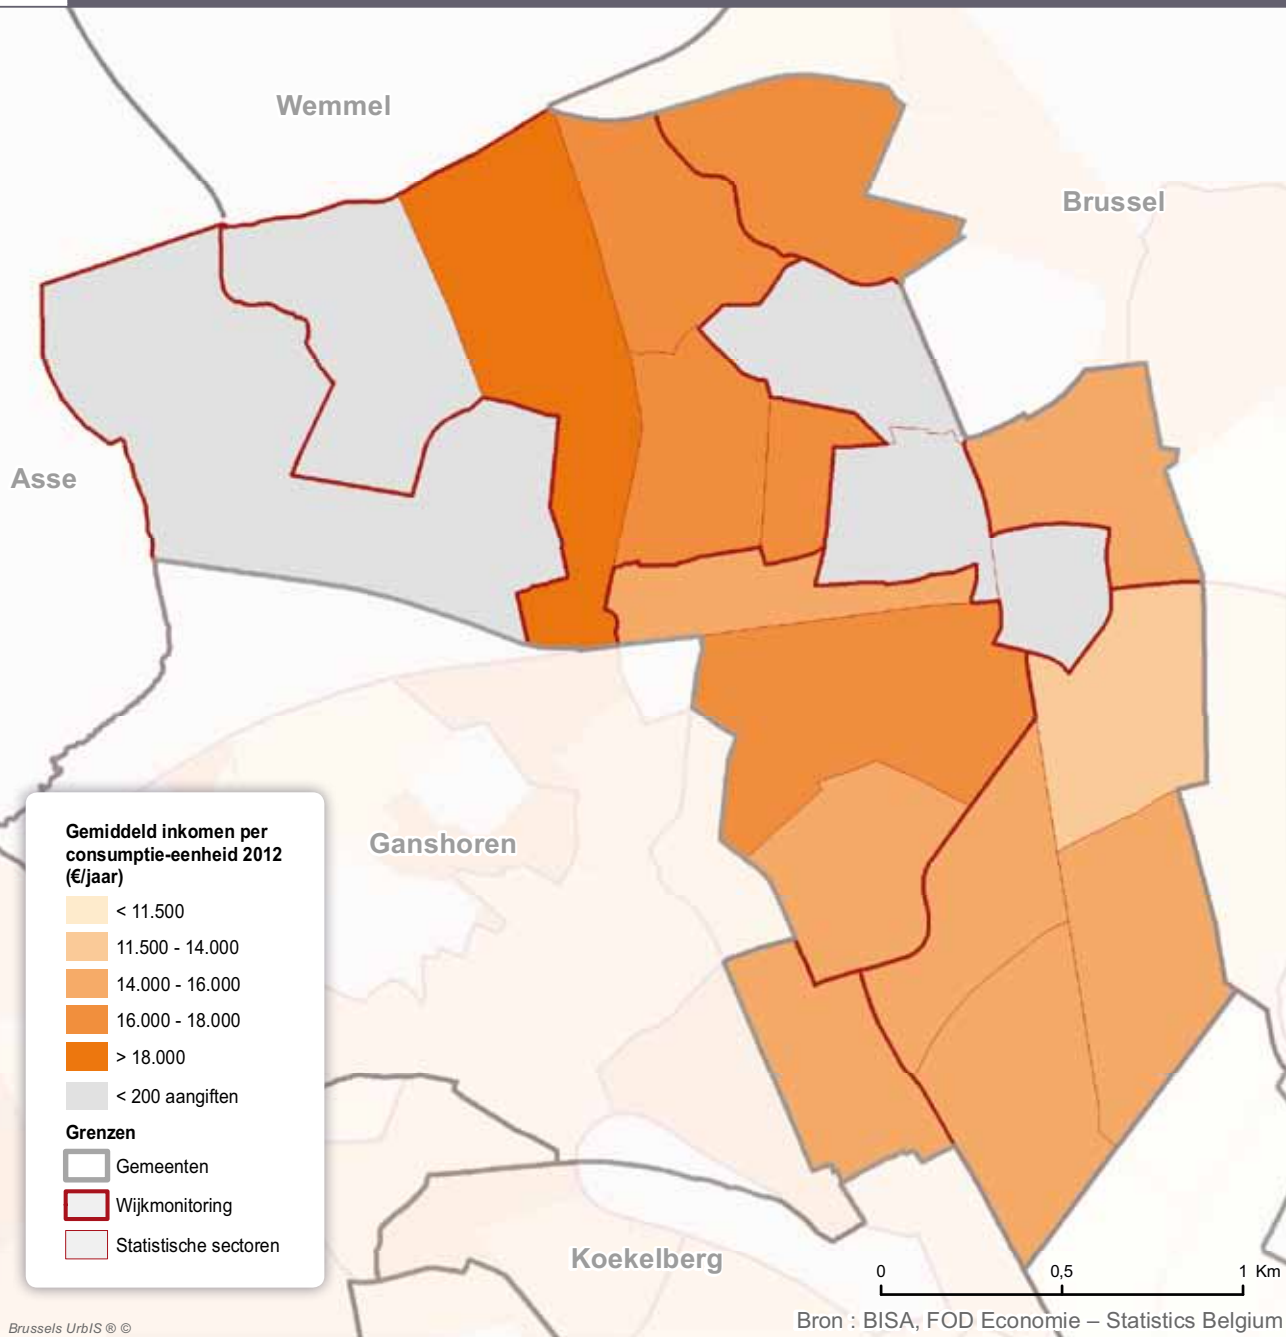 Wemmel
Brussel
Asse
Ganshoren
Koekelberg
Gemiddeld inkomen per
consumptie-eenheid 2012
(€/jaar)
< 11.500
11.500 - 14.000
14.000 - 16.000
16.000 - 18.000
> 18.000
< 200 aangiften
Grenzen
Gemeenten
Wijkmonitoring
Statistische sectoren
0 0,5 1 Km
Bron : BISA, FOD Economie – Statistics Belgium
Brussels UrbIS ® ©